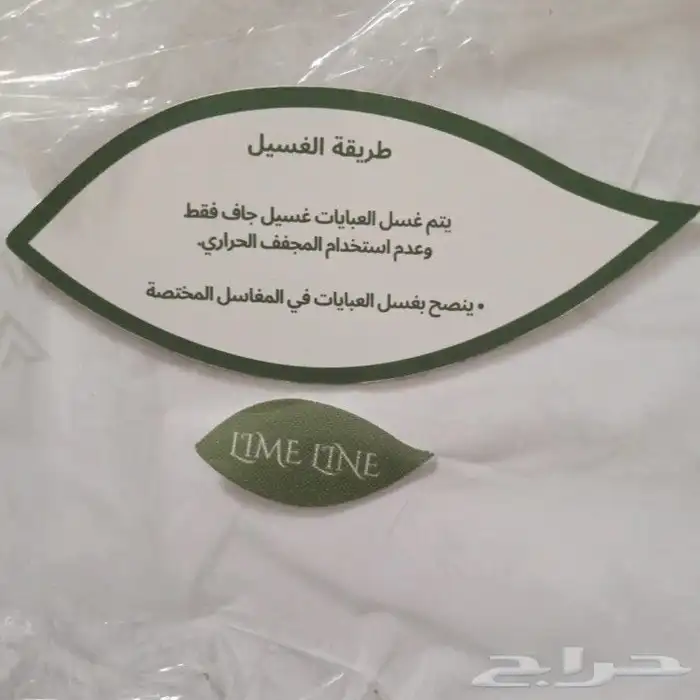 طريقة الغسيل
يتم غسل العبايات غسيل جاف فقط
وعدم استخدام المجفف الحراري.
• ينصح بغسل العبايات في المغاسل المختصة
LIME LINE
حراج